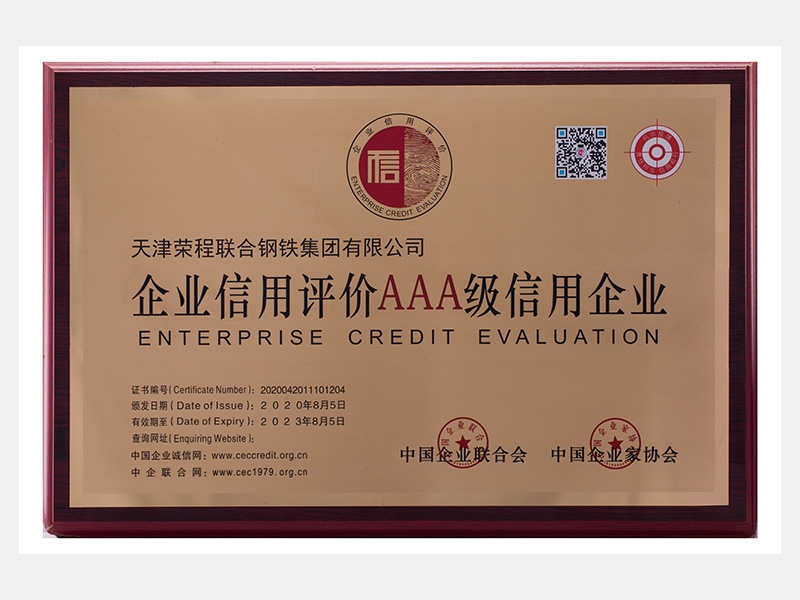 企业信用评价
信
ENTERPRISE CREDIT EVALUATION
天津荣程联合钢铁集团有限公司
企业信用评价AAA级信用企业
ENTERPRISE CREDIT EVALUATION
证书编号(Certificate Number)：2020042011101204
颁发日期(Date of Issue)：2020年8月5日
有效期至(Date of Expiry)：2023年8月5日
查询网址(Enquiring Website)：
中国企业诚信网：www.ceccredit.org.cn
中企联合网：www.cec1979.org.cn
中国企业联合会
中国企业家协会